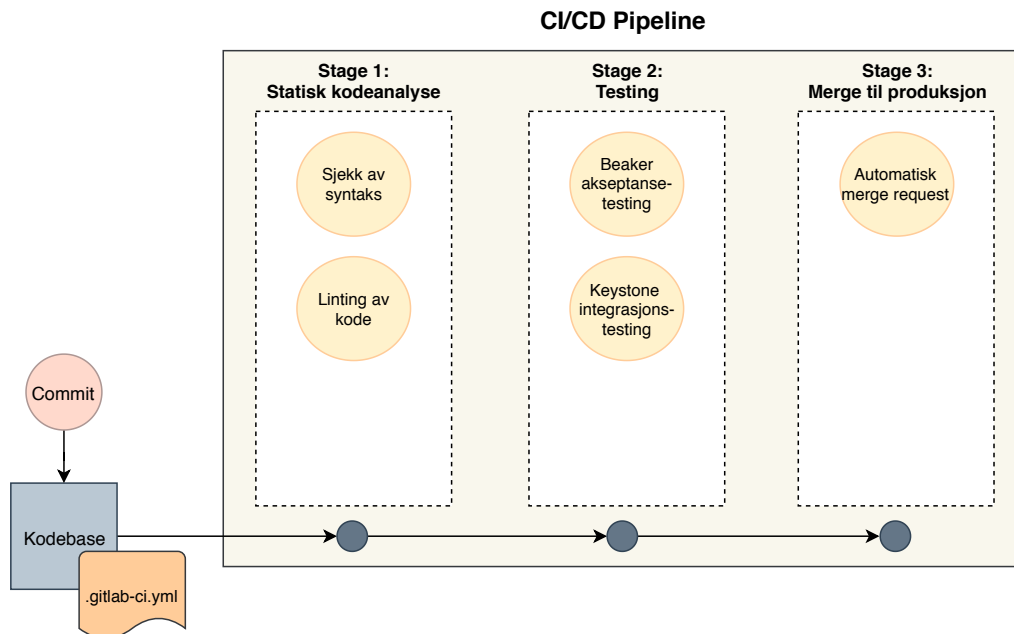 CI/CD Pipeline
Stage 1:
Statisk kodeanalyse
Sjekk av
syntaks
Linting av
kode
Stage 2:
Testing
Beaker
akseptanse-
testing
Keystone
integrasjons-
testing
Stage 3:
Merge til produksjon
Automatisk
merge request
Commit
Kodebase
.gitlab-ci.yml